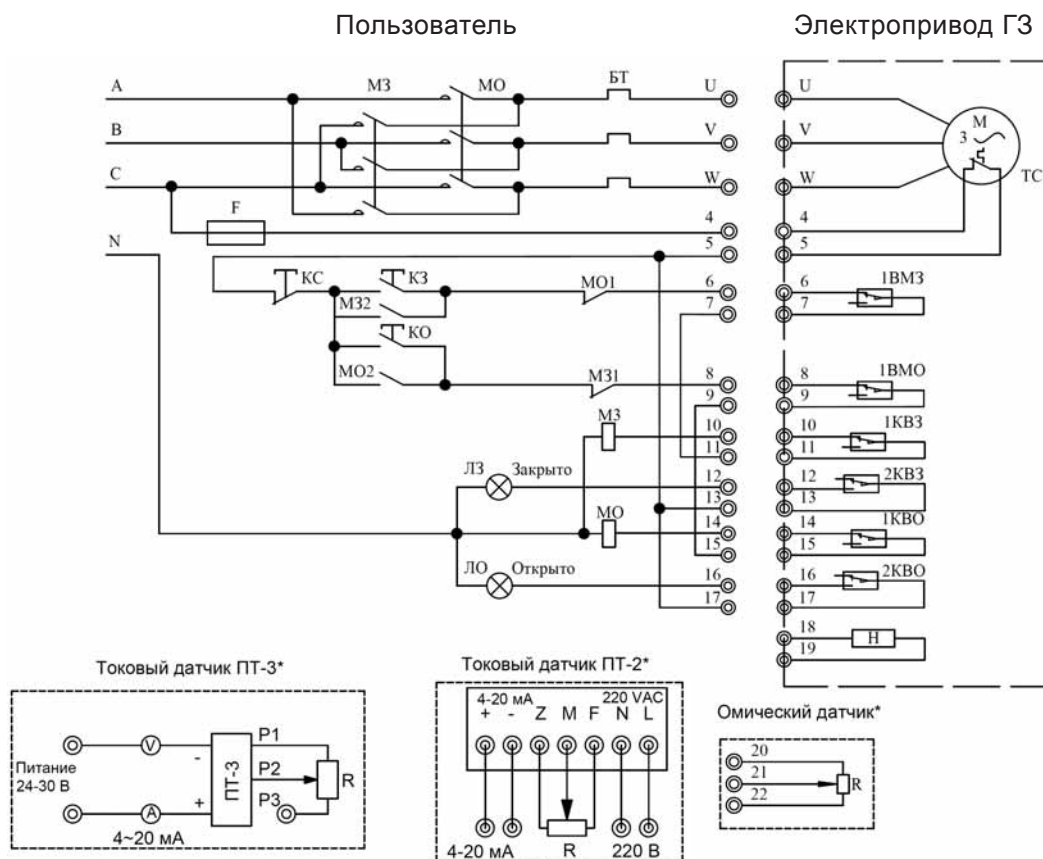 Пользователь
Электропривод ГЗ
А
МЗ
МО
БТ
U
U
В
V
V
М
3
С
W
W
ТС
F
4
4
N
5
5
КС
КЗ
МО1
6
6
1ВМЗ
МЗ2
7
7
КО
МО2
МЗ1
8
8
1ВМО
9
9
МЗ
10
10
1КВЗ
11
11
ЛЗ
Закрыто
12
12
2КВЗ
13
13
МО
14
14
1КВО
15
15
ЛО
Открыто
16
16
2КВО
17
17
18
Н
19
Токовый датчик ПТ-3*
V
-
Питание
24-30 В
ПТ-3
P1
P2
P3
R
A
+
4~20 мА
Токовый датчик ПТ-2*
4-20 мА
220 VAC
+ - Z M F N L
4-20 мА
R
220 В
Омический датчик*
20
21
22
R